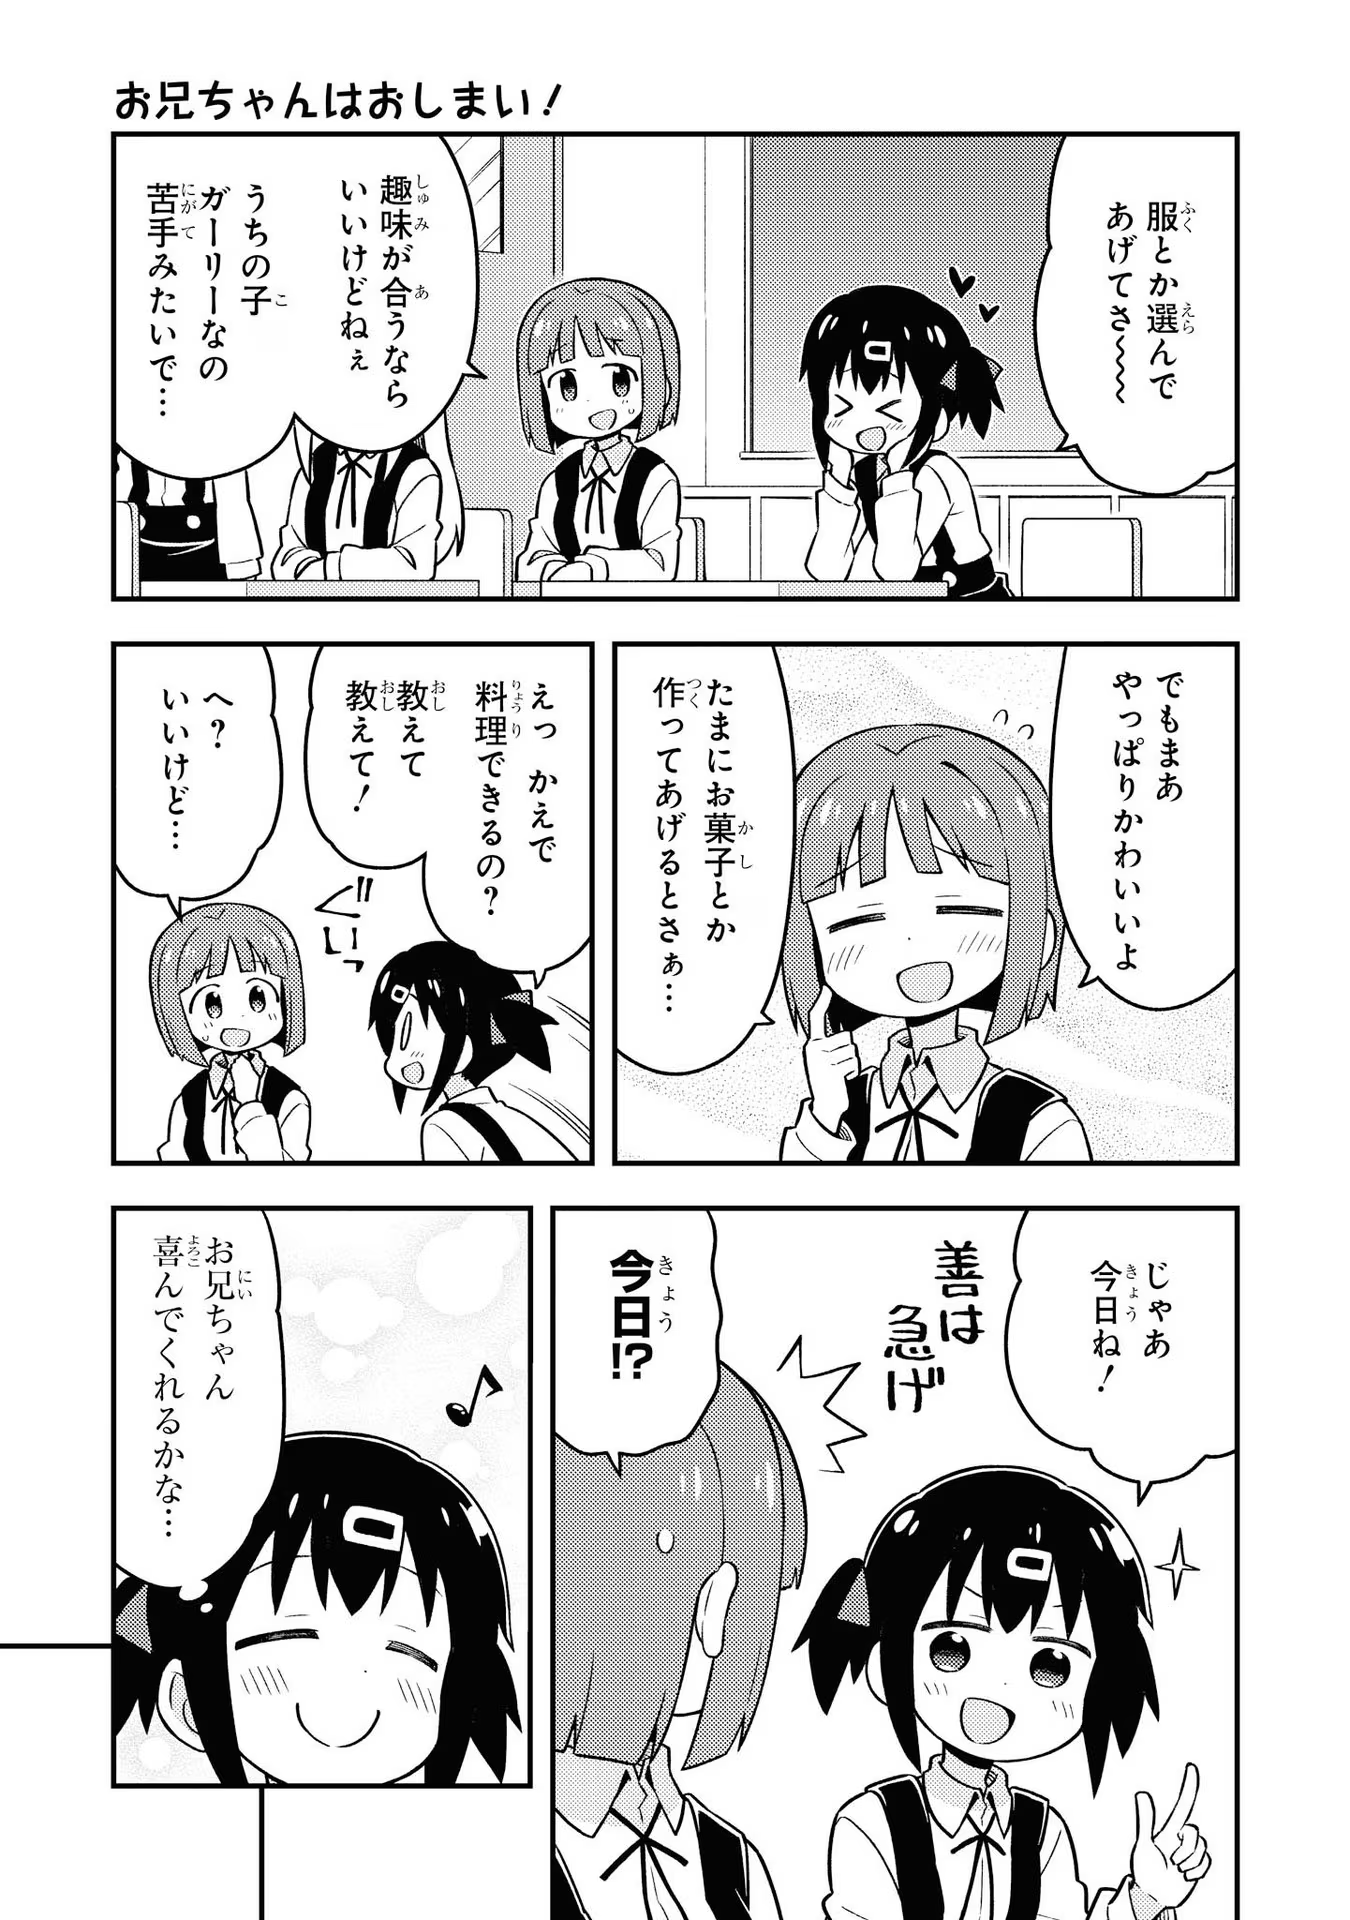 お兄ちゃんはおしまい!
服とか選んで
あげてさ〜〜〜
趣味が合うなら
いいけどねぇ
うちの子
ガーリーなの
苦手みたいで…
でもまあ
やっぱりかわいいよ
たまにお菓子とか
作ってあげるとさぁ…
えっ かえで
料理できるの?
教えて
教えて!
ぐいっ
へ?
いいけど…
じゃあ
今日ね!
善は
急げ
今日!?
お兄ちゃん
喜んでくれるかな…